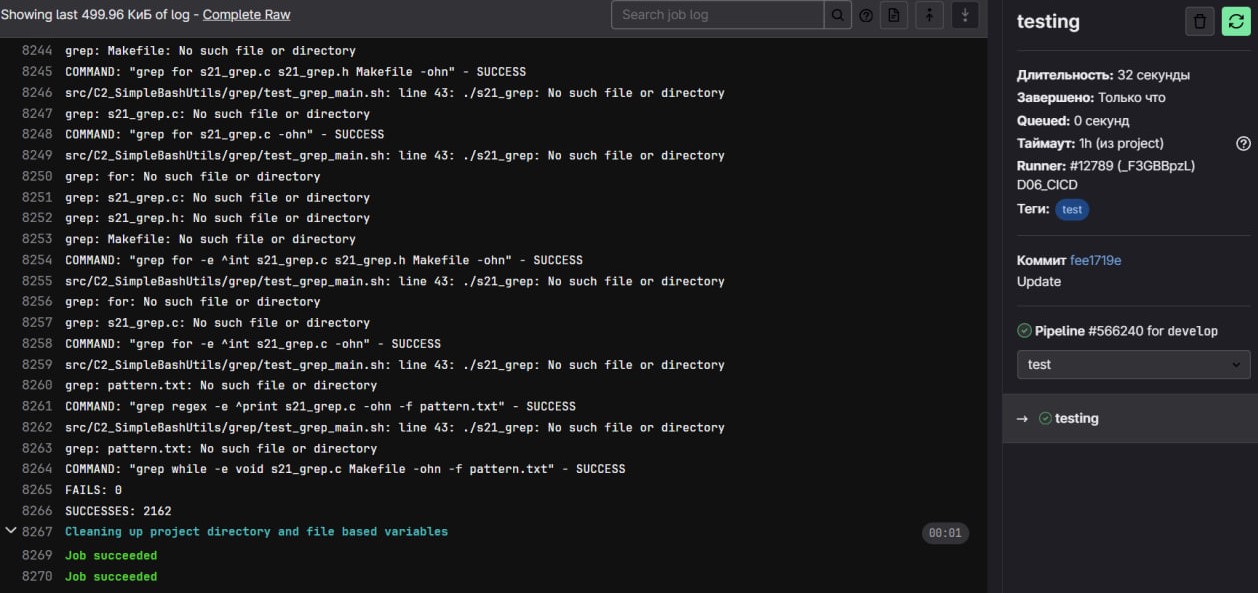 Showing last 499.96 КиБ of log - Complete Raw
Search job log
8244 grep: Makefile: No such file or directory
8245 COMMAND: "grep for s21_grep.c s21_grep.h Makefile -ohn" - SUCCESS
8246 src/C2_SimpleBashUtils/grep/test_grep_main.sh: line 43: ./s21_grep: No such file or directory
8247 grep: s21_grep.c: No such file or directory
8248 COMMAND: "grep for s21_grep.c -ohn" - SUCCESS
8249 src/C2_SimpleBashUtils/grep/test_grep_main.sh: line 43: ./s21_grep: No such file or directory
8250 grep: for: No such file or directory
8251 grep: s21_grep.c: No such file or directory
8252 grep: s21_grep.h: No such file or directory
8253 grep: Makefile: No such file or directory
8254 COMMAND: "grep for -e ^int s21_grep.c s21_grep.h Makefile -ohn" - SUCCESS
8255 src/C2_SimpleBashUtils/grep/test_grep_main.sh: line 43: ./s21_grep: No such file or directory
8256 grep: for: No such file or directory
8257 grep: s21_grep.c: No such file or directory
8258 COMMAND: "grep for -e ^int s21_grep.c -ohn" - SUCCESS
8259 src/C2_SimpleBashUtils/grep/test_grep_main.sh: line 43: ./s21_grep: No such file or directory
8260 grep: pattern.txt: No such file or directory
8261 COMMAND: "grep regex -e ^print s21_grep.c -ohn -f pattern.txt" - SUCCESS
8262 src/C2_SimpleBashUtils/grep/test_grep_main.sh: line 43: ./s21_grep: No such file or directory
8263 grep: pattern.txt: No such file or directory
8264 COMMAND: "grep while -e void s21_grep.c Makefile -ohn -f pattern.txt" - SUCCESS
8265 FAILS: 0
8266 SUCCESSES: 2162
8267 Cleaning up project directory and file based variables 00:01
8269 Job succeeded
8270 Job succeeded
testing
Длительность: 32 секунды
Завершено: Только что
Queued: 0 секунд
Таймаут: 1h (из project)
Runner: #12789 (_F3GBBpzL)
D06_CICD
Теги: test
Коммит fee1719e
Update
Pipeline #566240 for develop
test
→ testing